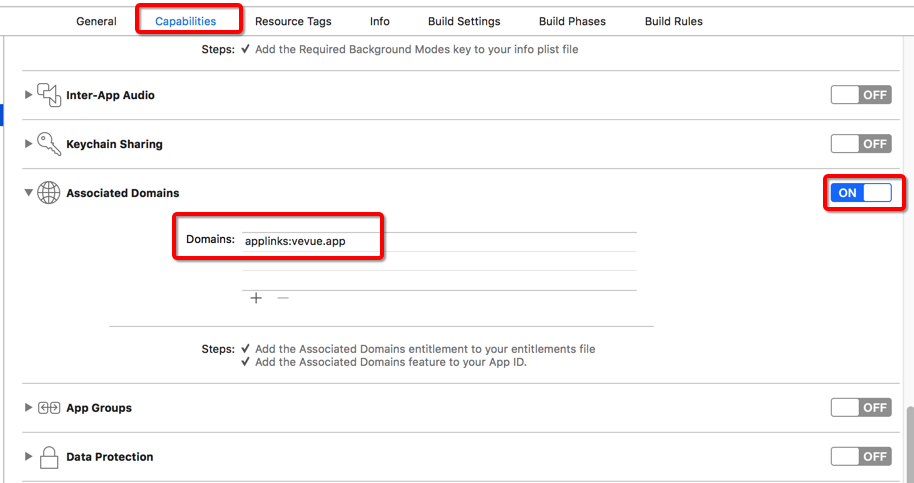 General Capabilities Resource Tags Info Build Settings Build Phases Build Rules
Steps: ✓ Add the Required Background Modes key to your info plist file
Inter-App Audio OFF
Keychain Sharing OFF
Associated Domains ON
Domains: applinks:vevue.app
+ −
Steps: ✓ Add the Associated Domains entitlement to your entitlements file
✓ Add the Associated Domains feature to your App ID.
App Groups OFF
Data Protection OFF